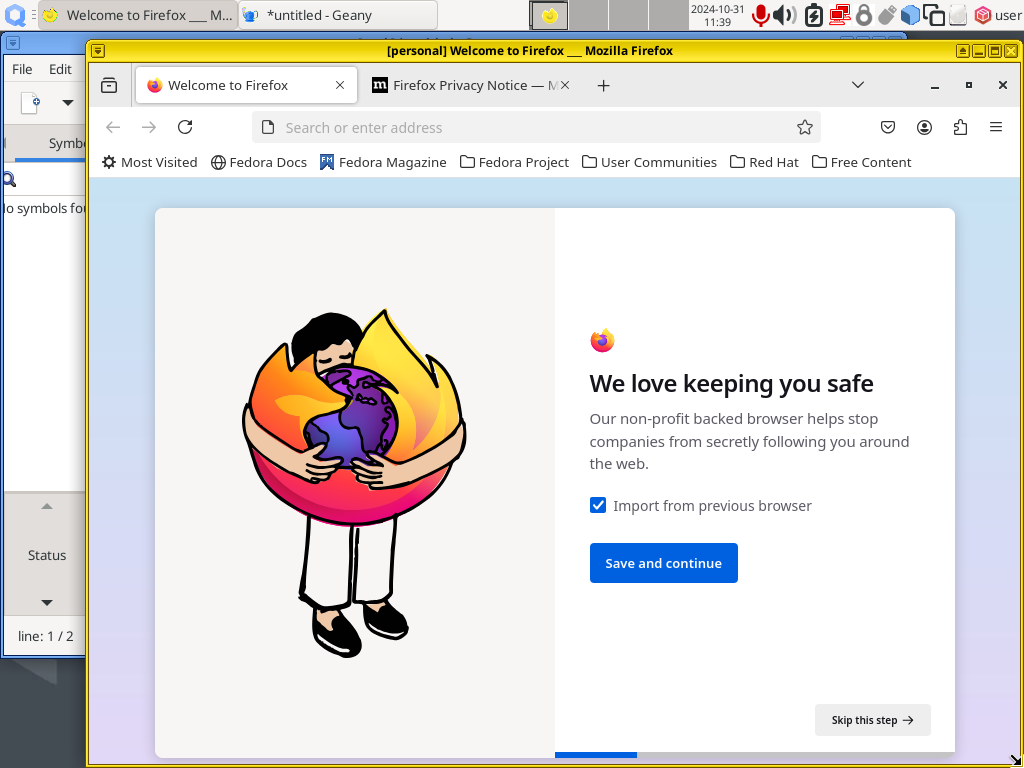 Welcome to Firefox ___ M...
*untitled - Geany
2024-10-31
11:39
user
[personal] Welcome to Firefox ___ Mozilla Firefox
File
Edit
Welcome to Firefox
Firefox Privacy Notice — M
Search or enter address
Most Visited
Fedora Docs
Fedora Magazine
Fedora Project
User Communities
Red Hat
Free Content
Symb
lo symbols fou
We love keeping you safe
Our non-profit backed browser helps stop
companies from secretly following you around
the web.
Import from previous browser
Save and continue
Status
line: 1 / 2
Skip this step